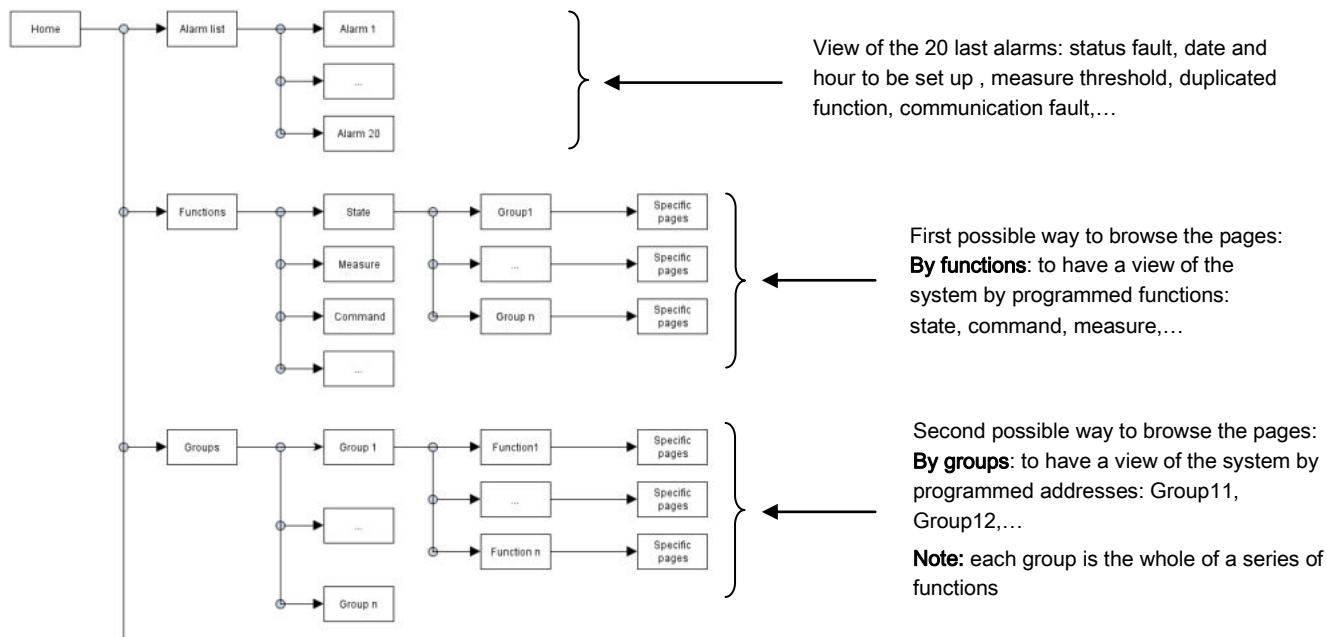 Home
Alarm list
Alarm 1
...
Alarm 20
View of the 20 last alarms: status fault, date and
hour to be set up , measure threshold, duplicated
function, communication fault,…
Functions
State
Group1
Specific
pages
Measure
...
Specific
pages
Command
Group n
Specific
pages
...
First possible way to browse the pages:
By functions: to have a view of the
system by programmed functions:
state, command, measure,…
Groups
Group 1
Function1
Specific
pages
...
...
Specific
pages
Function n
Specific
pages
Group n
Second possible way to browse the pages:
By groups: to have a view of the system by
programmed addresses: Group11,
Group12,…
Note: each group is the whole of a series of
functions